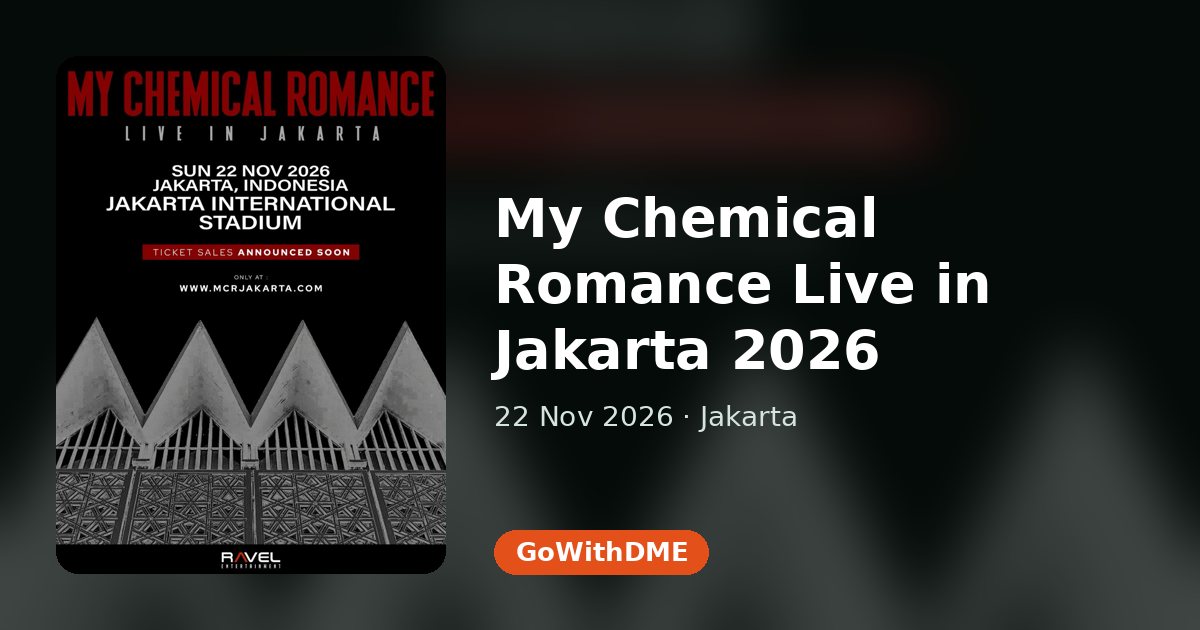 MY CHEMICAL ROMANCE
LIVE IN JAKARTA
SUN 22 NOV 2026
JAKARTA, INDONESIA
JAKARTA INTERNATIONAL
STADIUM
TICKET SALES ANNOUNCED SOON
ONLY AT :
WWW.MCRJAKARTA.COM
RAVEL
ENTERTAINMENT
My Chemical
Romance Live in
Jakarta 2026
22 Nov 2026 · Jakarta
GoWithDME